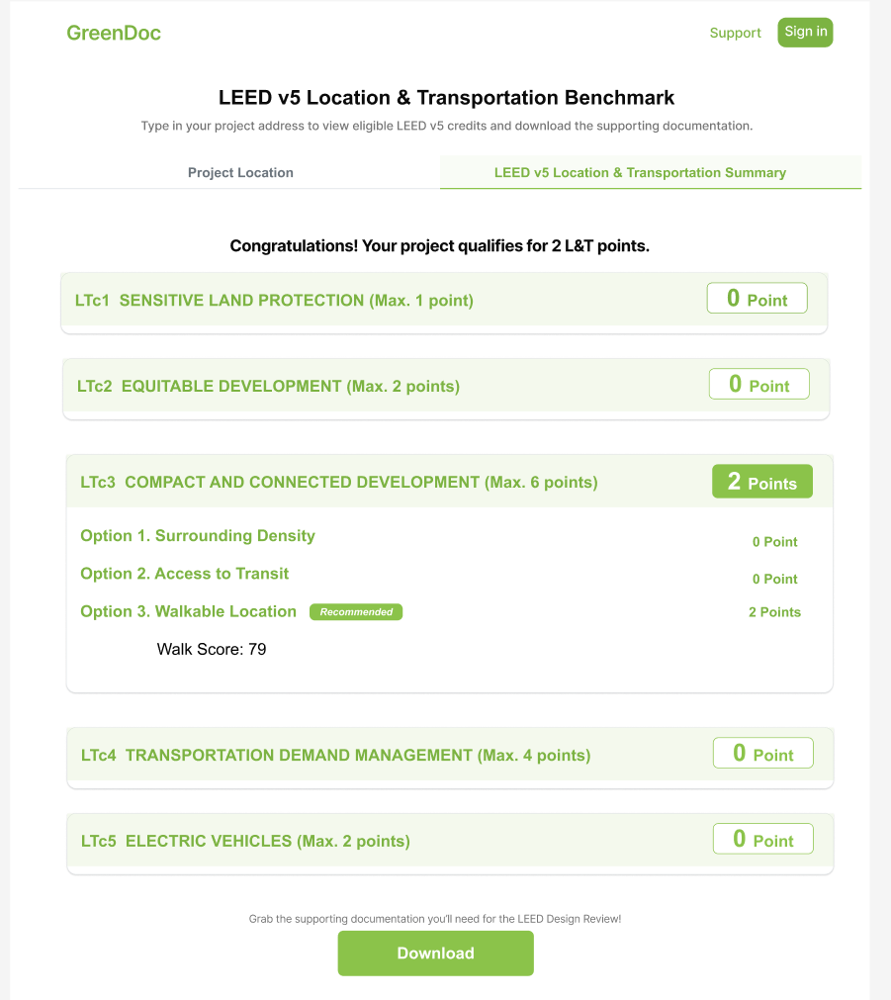 GreenDoc
Support
Sign in
LEED v5 Location & Transportation Benchmark
Type in your project address to view eligible LEED v5 credits and download the supporting documentation.
Project Location
LEED v5 Location & Transportation Summary
Congratulations! Your project qualifies for 2 L&T points.
LTc1 SENSITIVE LAND PROTECTION (Max. 1 point)
0 Point
LTc2 EQUITABLE DEVELOPMENT (Max. 2 points)
0 Point
LTc3 COMPACT AND CONNECTED DEVELOPMENT (Max. 6 points)
2 Points
Option 1. Surrounding Density
0 Point
Option 2. Access to Transit
0 Point
Option 3. Walkable Location
Recommended
2 Points
Walk Score: 79
LTc4 TRANSPORTATION DEMAND MANAGEMENT (Max. 4 points)
0 Point
LTc5 ELECTRIC VEHICLES (Max. 2 points)
0 Point
Grab the supporting documentation you'll need for the LEED Design Review!
Download